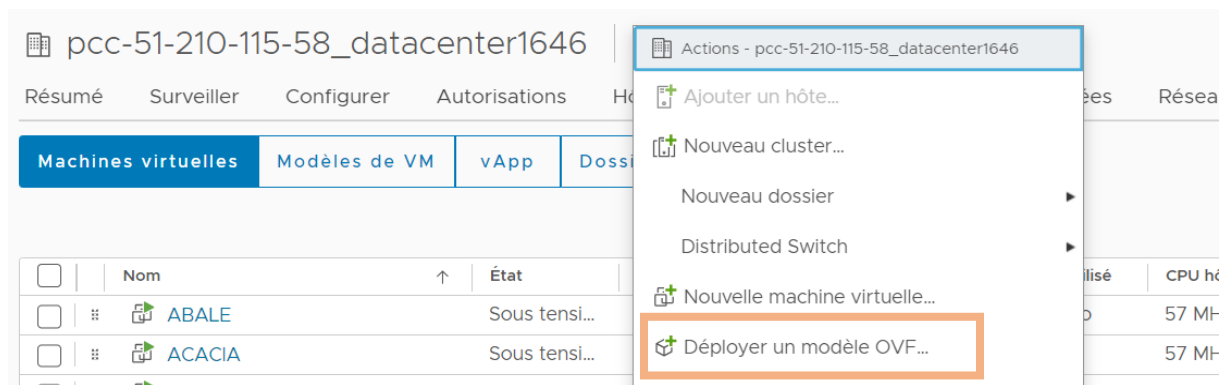 pcc-51-210-115-58_datacenter1646
Actions - pcc-51-210-115-58_datacenter1646
Résumé Surveiller Configurer Autorisations
Ajouter un hôte...
Machines virtuelles Modèles de VM vApp
Nouveau cluster...
Nouveau dossier
Distributed Switch
Nom État CPU
Nouvelle machine virtuelle...
ABALE Sous tensi... 57
ACACIA Sous tensi... 57
Déployer un modèle OVF...